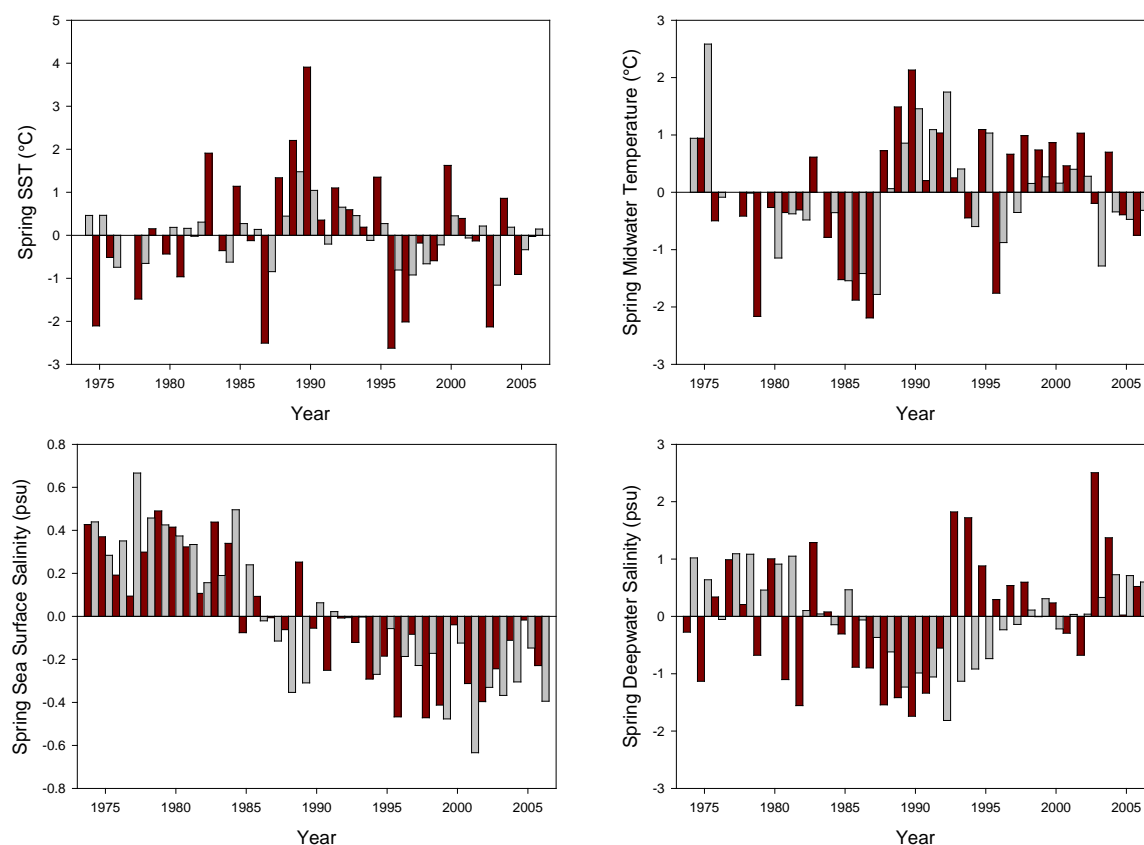 Spring SST (°C)
5
4
3
2
1
0
-1
-2
-3
1975 1980 1985 1990 1995 2000 2005
Year
Spring Midwater Temperature (°C)
3
2
1
0
-1
-2
-3
1975 1980 1985 1990 1995 2000 2005
Year
Spring Sea Surface Salinity (psu)
0.8
0.6
0.4
0.2
0.0
-0.2
-0.4
-0.6
-0.8
1975 1980 1985 1990 1995 2000 2005
Year
Spring Deepwater Salinity (psu)
3
2
1
0
-1
-2
-3
1975 1980 1985 1990 1995 2000 2005
Year